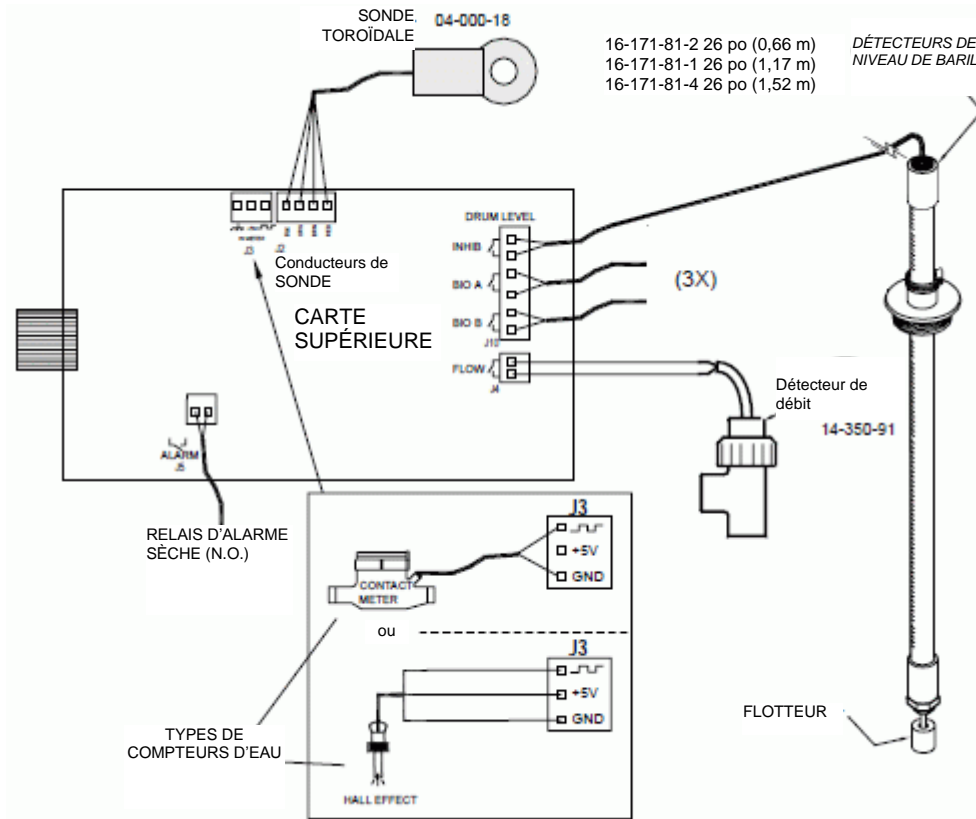 SONDE
TOROÏDALE
04-000-18
16-171-81-2 26 po (0,66 m)
16-171-81-1 26 po (1,17 m)
16-171-81-4 26 po (1,52 m)
DÉTECTEURS DE
NIVEAU DE BARIL
J3
J2
Conducteurs de
SONDE
CARTE
SUPÉRIEURE
DRUM LEVEL
INHIB
BIO A
BIO B
J10
FLOW
J4
(3X)
Détecteur de
débit
14-350-91
ALARM
J5
RELAIS D'ALARME
SÈCHE (N.O.)
J3
+5V
GND
CONTACT
METER
ou
J3
+5V
GND
HALL EFFECT
TYPES DE
COMPTEURS D'EAU
FLOTTEUR